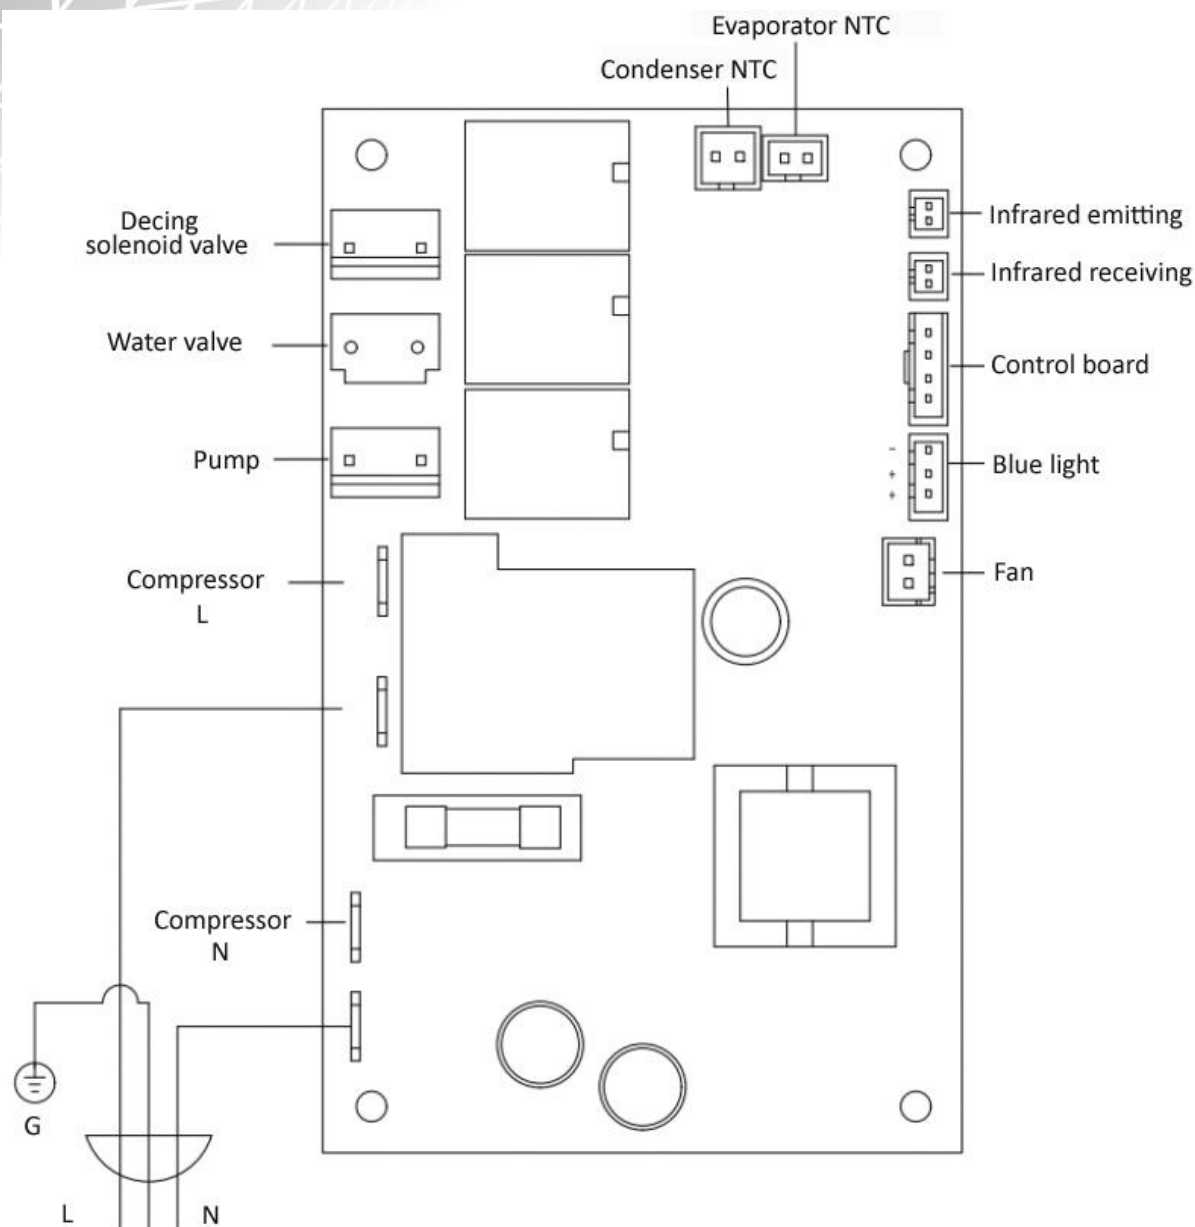 Evaporator NTC
Condenser NTC
Decing
solenoid valve
Infrared emitting
Infrared receiving
Water valve
Control board
-
Pump
Blue light
+
+
Compressor
L
Fan
Compressor
N
G
L
N